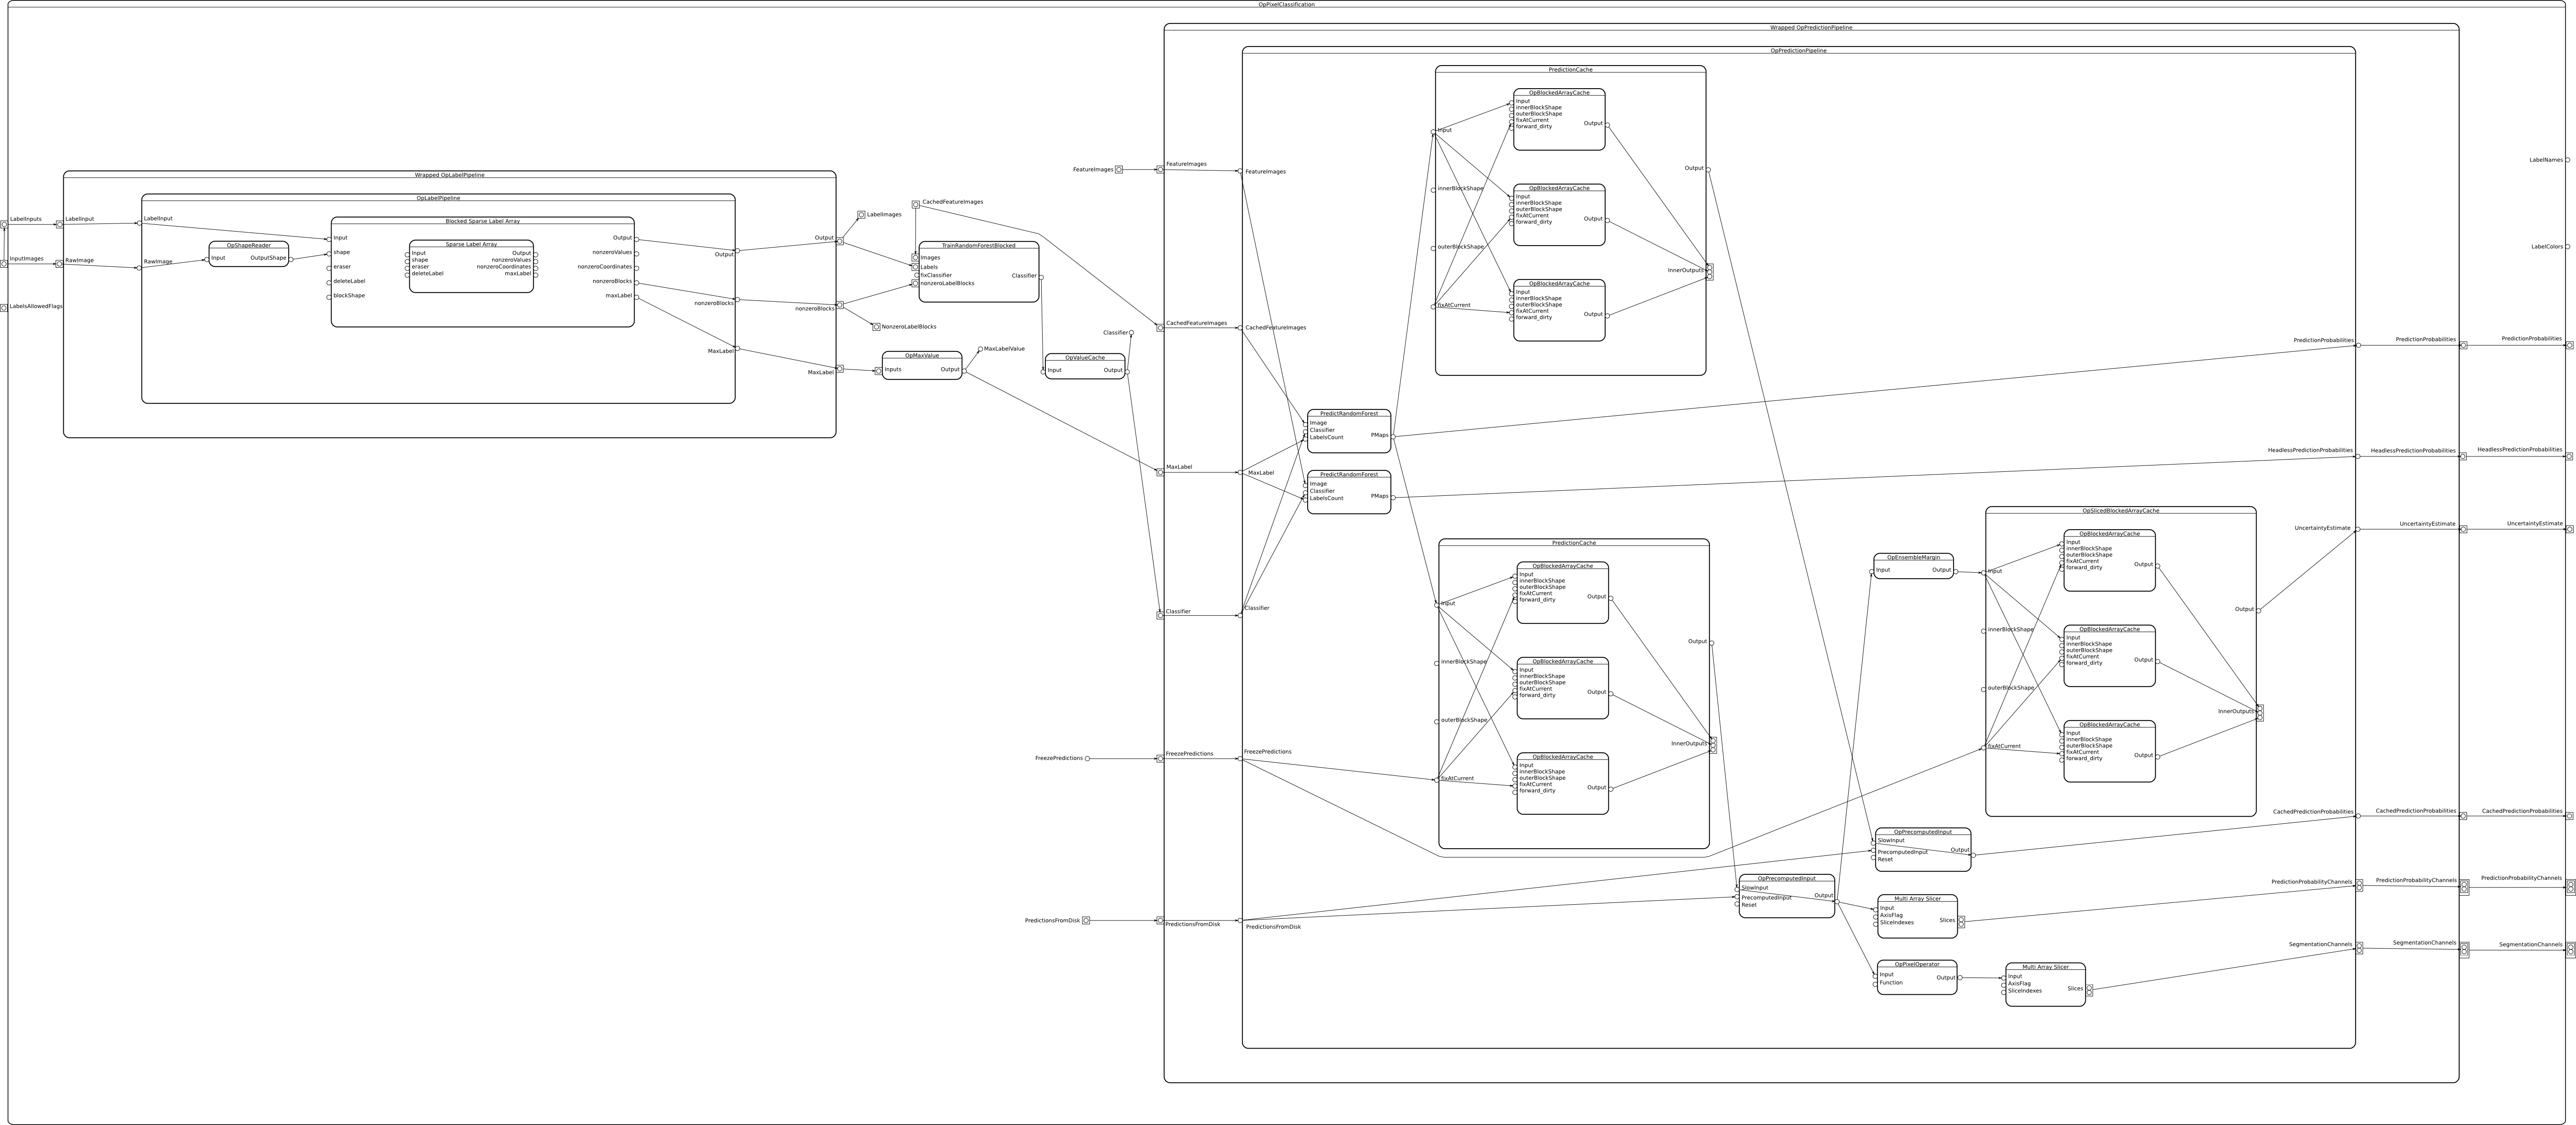 OpPixelClassification
Wrapped OpPredictionPipeline
OpPredictionPipeline
LabelNames
LabelColors
LabelInputs
InputImages
LabelsAllowedFlags
Wrapped OpLabelPipeline
LabelInput
RawImage
OpLabelPipeline
LabelInput
RawImage
OpShapeReader
Input OutputShape
Blocked Sparse Label Array
Input
shape
eraser
deleteLabel
blockShape
Output
nonzeroValues
nonzeroCoordinates
nonzeroBlocks
maxLabel
Sparse Label Array
Input Output
shape nonzeroValues
eraser nonzeroCoordinates
deleteLabel maxLabel
Output
nonzeroBlocks
MaxLabel
Output
nonzeroBlocks
MaxLabel
LabelImages
NonzeroLabelBlocks
CachedFeatureImages
TrainRandomForestBlocked
Images
Labels
fixClassifier
nonzeroLabelBlocks
Classifier
OpMaxValue
Inputs Output
MaxLabelValue
OpValueCache
Input Output
Classifier
FeatureImages
FreezePredictions
PredictionsFromDisk
FeatureImages
CachedFeatureImages
MaxLabel
Classifier
FreezePredictions
PredictionsFromDisk
FeatureImages
CachedFeatureImages
MaxLabel
Classifier
FreezePredictions
PredictionsFromDisk
PredictRandomForest
Image
Classifier
LabelsCount
PMaps
PredictRandomForest
Image
Classifier
LabelsCount
PMaps
PredictionCache
Input
innerBlockShape
outerBlockShape
fixAtCurrent
Output
InnerOutputs
OpBlockedArrayCache
Input
innerBlockShape
outerBlockShape
fixAtCurrent
forward_dirty
Output
OpBlockedArrayCache
Input
innerBlockShape
outerBlockShape
fixAtCurrent
forward_dirty
Output
OpBlockedArrayCache
Input
innerBlockShape
outerBlockShape
fixAtCurrent
forward_dirty
Output
PredictionCache
Input
innerBlockShape
outerBlockShape
fixAtCurrent
Output
InnerOutputs
OpBlockedArrayCache
Input
innerBlockShape
outerBlockShape
fixAtCurrent
forward_dirty
Output
OpBlockedArrayCache
Input
innerBlockShape
outerBlockShape
fixAtCurrent
forward_dirty
Output
OpBlockedArrayCache
Input
innerBlockShape
outerBlockShape
fixAtCurrent
forward_dirty
Output
OpEnsembleMargin
Input Output
OpSlicedBlockedArrayCache
Input
innerBlockShape
outerBlockShape
fixAtCurrent
Output
InnerOutputs
OpBlockedArrayCache
Input
innerBlockShape
outerBlockShape
fixAtCurrent
forward_dirty
Output
OpBlockedArrayCache
Input
innerBlockShape
outerBlockShape
fixAtCurrent
forward_dirty
Output
OpBlockedArrayCache
Input
innerBlockShape
outerBlockShape
fixAtCurrent
forward_dirty
Output
OpPrecomputedInput
SlowInput
PrecomputedInput
Reset
Output
OpPrecomputedInput
SlowInput
PrecomputedInput
Reset
Output
Multi Array Slicer
Input
AxisFlag
SliceIndexes
Slices
OpPixelOperator
Input
Function
Output
Multi Array Slicer
Input
AxisFlag
SliceIndexes
Slices
PredictionProbabilities PredictionProbabilities PredictionProbabilities
HeadlessPredictionProbabilities HeadlessPredictionProbabilities HeadlessPredictionProbabilities
UncertaintyEstimate UncertaintyEstimate UncertaintyEstimate
CachedPredictionProbabilities CachedPredictionProbabilities CachedPredictionProbabilities
PredictionProbabilityChannels PredictionProbabilityChannels PredictionProbabilityChannels
SegmentationChannels SegmentationChannels SegmentationChannels